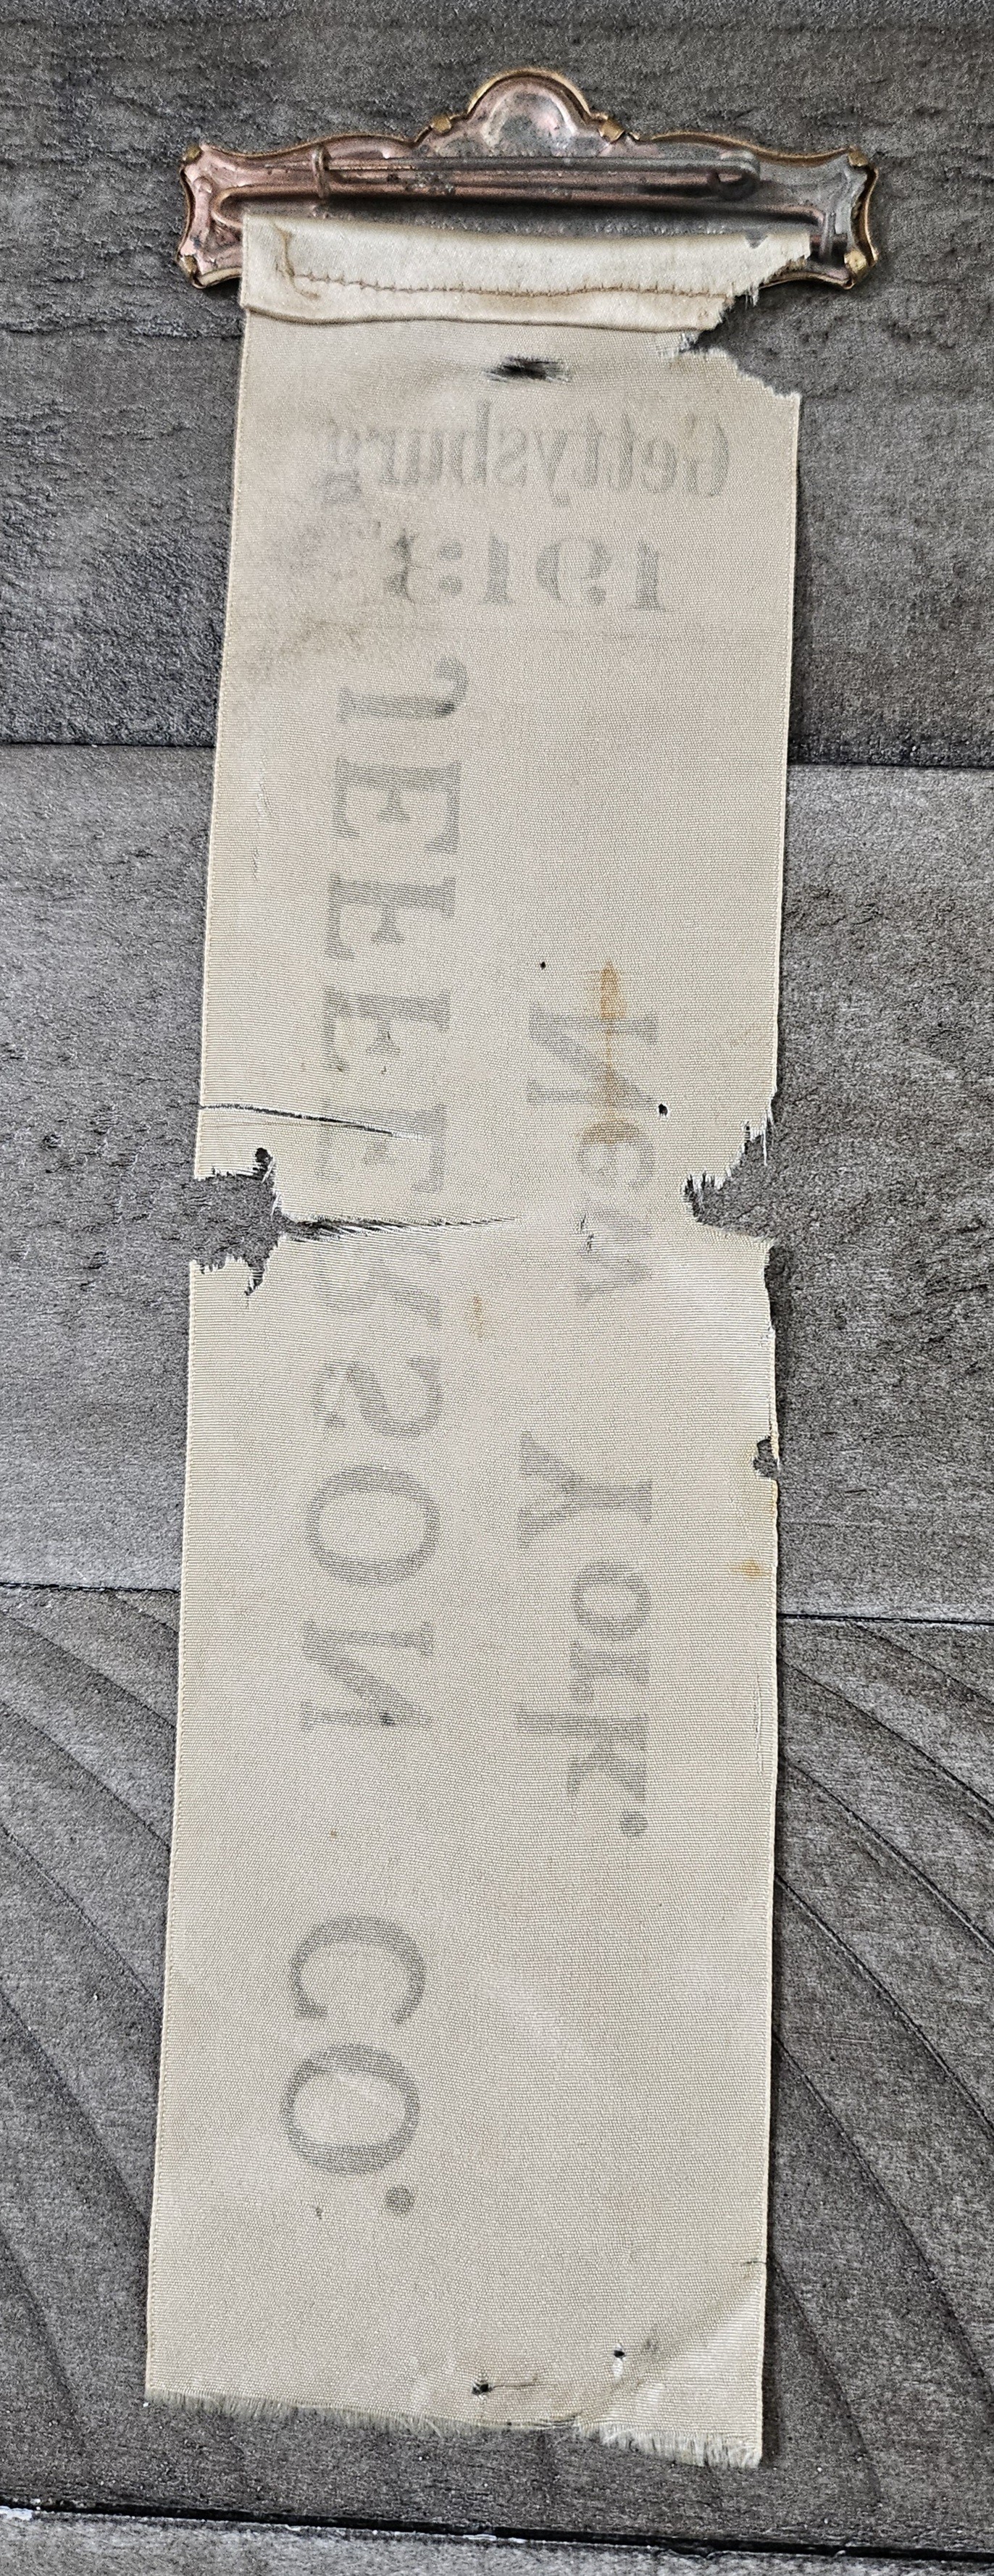 Gettysburg
1913
JEFFERSON CO.
New York.